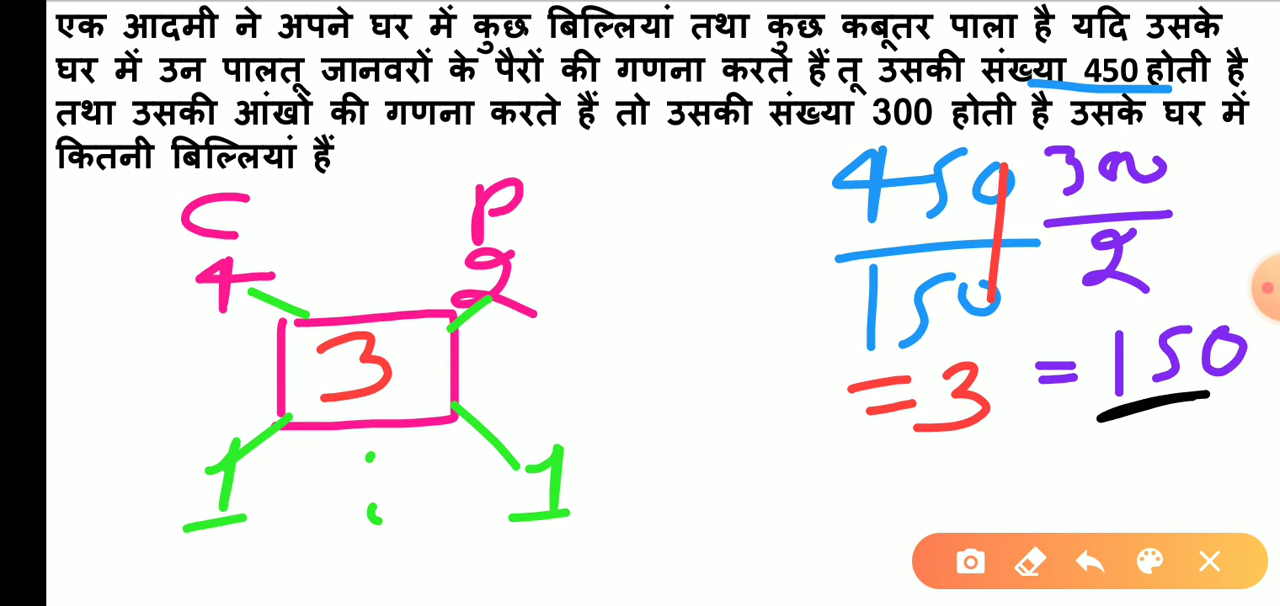 एक आदमी ने अपने घर में कुछ बिल्लियां तथा कुछ कबूतर पाला है यदि उसके
घर में उन पालतू जानवरों के पैरों की गणना करते हैं तू उसकी संख्या 450 होती है
तथा उसकी आंखों की गणना करते हैं तो उसकी संख्या 300 होती है उसके घर में
कितनी बिल्लियां हैं
C P
4 2
3
1 : 1
450
150
= 3
300
2
= 150